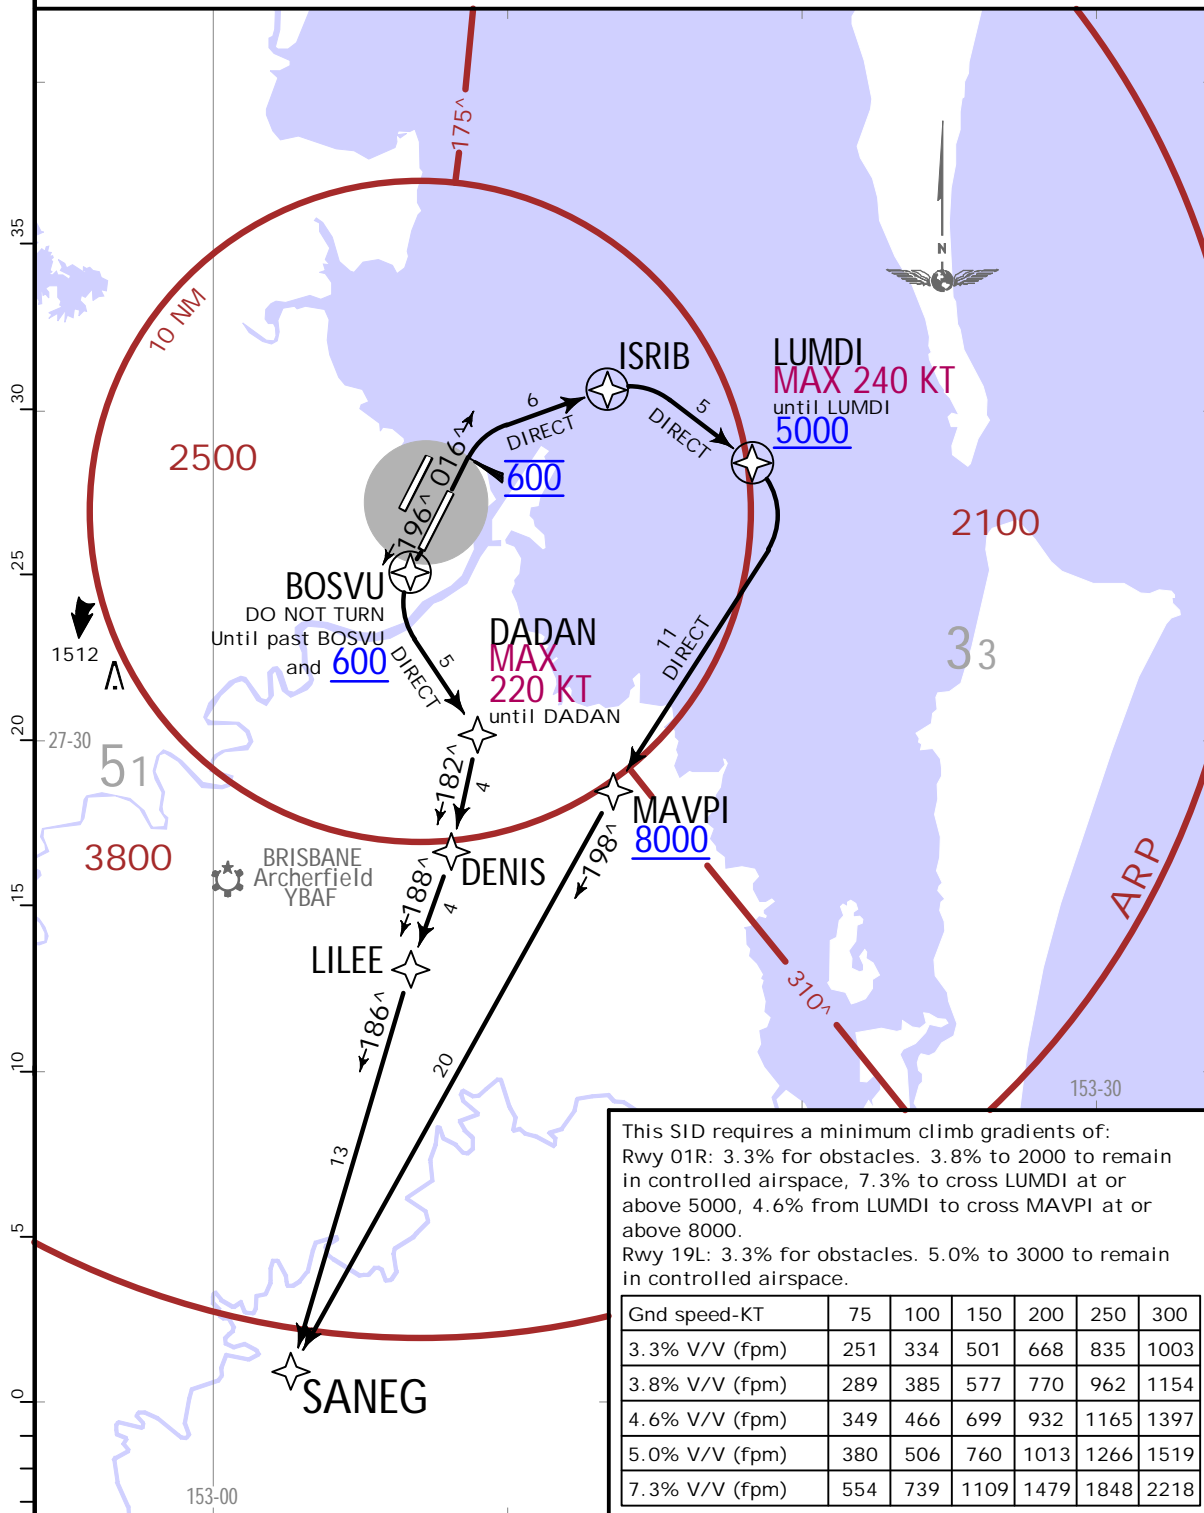 175^
35
10 NM
N
ISRIB
LUMDI
MAX 240 KT
until LUMDI
5000
30
6
DIRECT
5
DIRECT
2500
016^
196^
600
2100
25
BOSVU
DO NOT TURN
Until past BOSVU
and 600
DADAN
MAX
220 KT
until DADAN
5
DIRECT
11
DIRECT
33
1512
20
27-30
51
182^
4
MAVPI
8000
3800
BRISBANE
Archerfield
YBAF
DENIS
188^
4
198^
ARP
15
LILEE
310^
186^
10
20
153-30
13
5
0
SANEG
153-00
This SID requires a minimum climb gradients of:
Rwy 01R: 3.3% for obstacles. 3.8% to 2000 to remain
in controlled airspace, 7.3% to cross LUMDI at or
above 5000, 4.6% from LUMDI to cross MAVPI at or
above 8000.
Rwy 19L: 3.3% for obstacles. 5.0% to 3000 to remain
in controlled airspace.
Gnd speed-KT 75 100 150 200 250 300
3.3% V/V (fpm) 251 334 501 668 835 1003
3.8% V/V (fpm) 289 385 577 770 962 1154
4.6% V/V (fpm) 349 466 699 932 1165 1397
5.0% V/V (fpm) 380 506 760 1013 1266 1519
7.3% V/V (fpm) 554 739 1109 1479 1848 2218